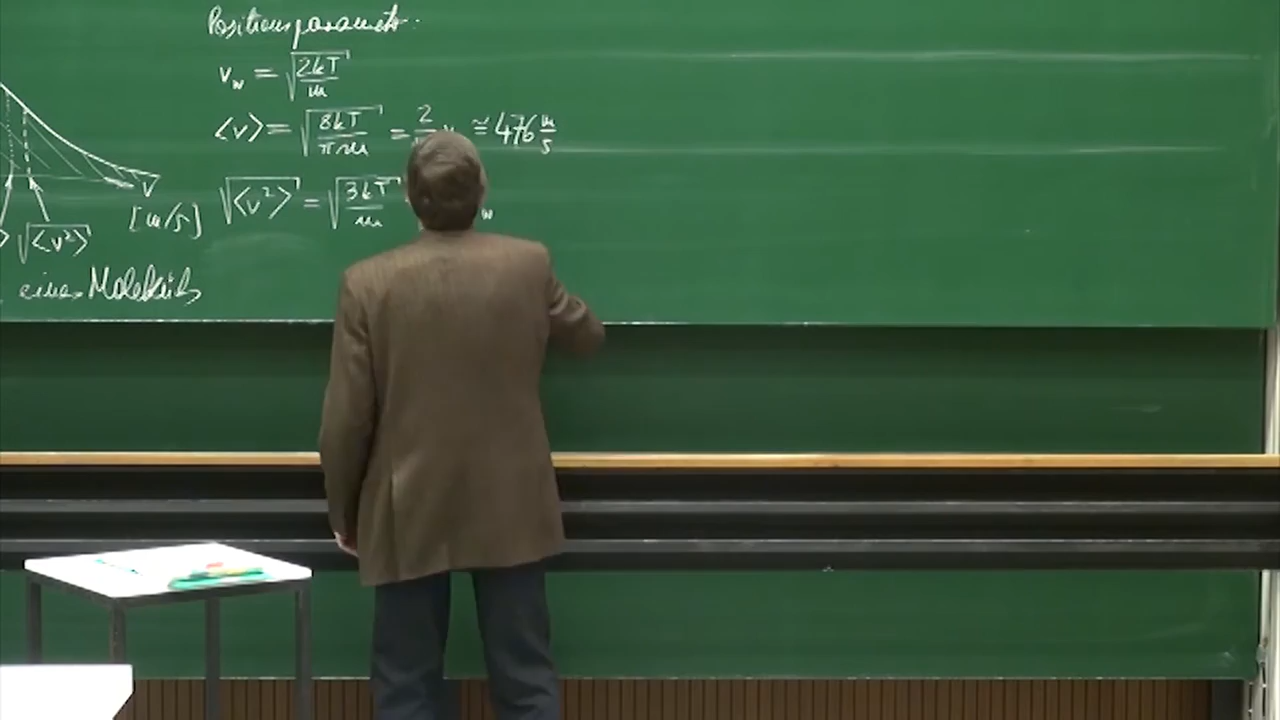 Positionsparameter:
v_w = √(2kT/m)
⟨v⟩ = √(8kT/πm) = 2 ≅ 476 m/s
√⟨v²⟩ = √(3kT/m) w
v
[m/s]
√⟨v²⟩
eines Moleküls